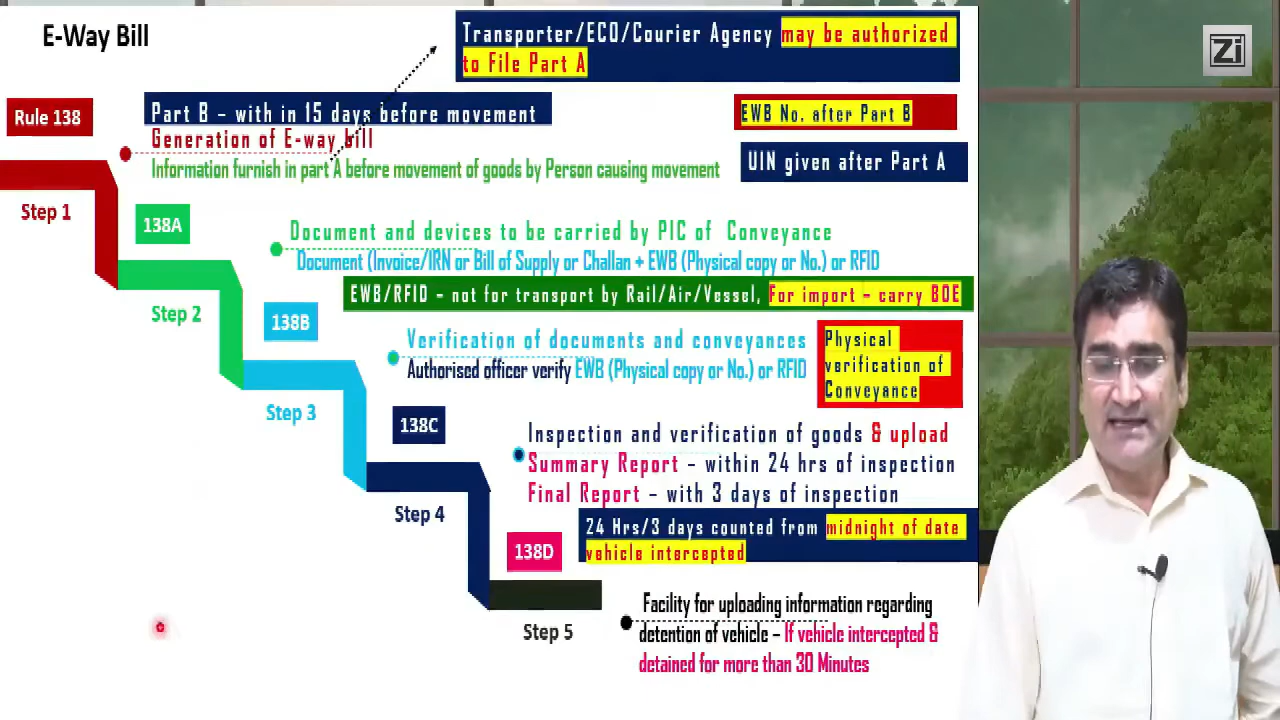 E-Way Bill
Transporter/ECO/Courier Agency may be authorized
to File Part A
Zi
Rule 138
Part B – with in 15 days before movement
EWB No. after Part B
Generation of E-way bill
Information furnish in part A before movement of goods by Person causing movement
UIN given after Part A
Step 1
138A
Document and devices to be carried by PIC of Conveyance
Document (Invoice/IRN or Bill of Supply or Challan + EWB (Physical copy or No.) or RFID
EWB/RFID – not for transport by Rail/Air/Vessel, For import – carry BOE
Step 2
138B
Verification of documents and conveyances
Authorised officer verify EWB (Physical copy or No.) or RFID
Physical
verification of
Conveyance
Step 3
138C
Inspection and verification of goods & upload
Summary Report – within 24 hrs of inspection
Final Report – with 3 days of inspection
Step 4
24 Hrs/3 days counted from midnight of date
vehicle intercepted
138D
Facility for uploading information regarding
detention of vehicle – If vehicle intercepted &
detained for more than 30 Minutes
Step 5